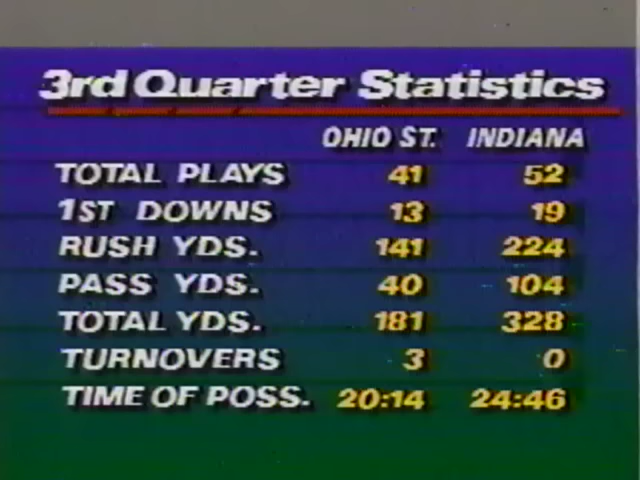 3rd Quarter Statistics
OHIO ST. INDIANA
TOTAL PLAYS 41 52
1ST DOWNS 13 19
RUSH YDS. 141 224
PASS YDS. 40 104
TOTAL YDS. 181 328
TURNOVERS 3 0
TIME OF POSS. 20:14 24:46